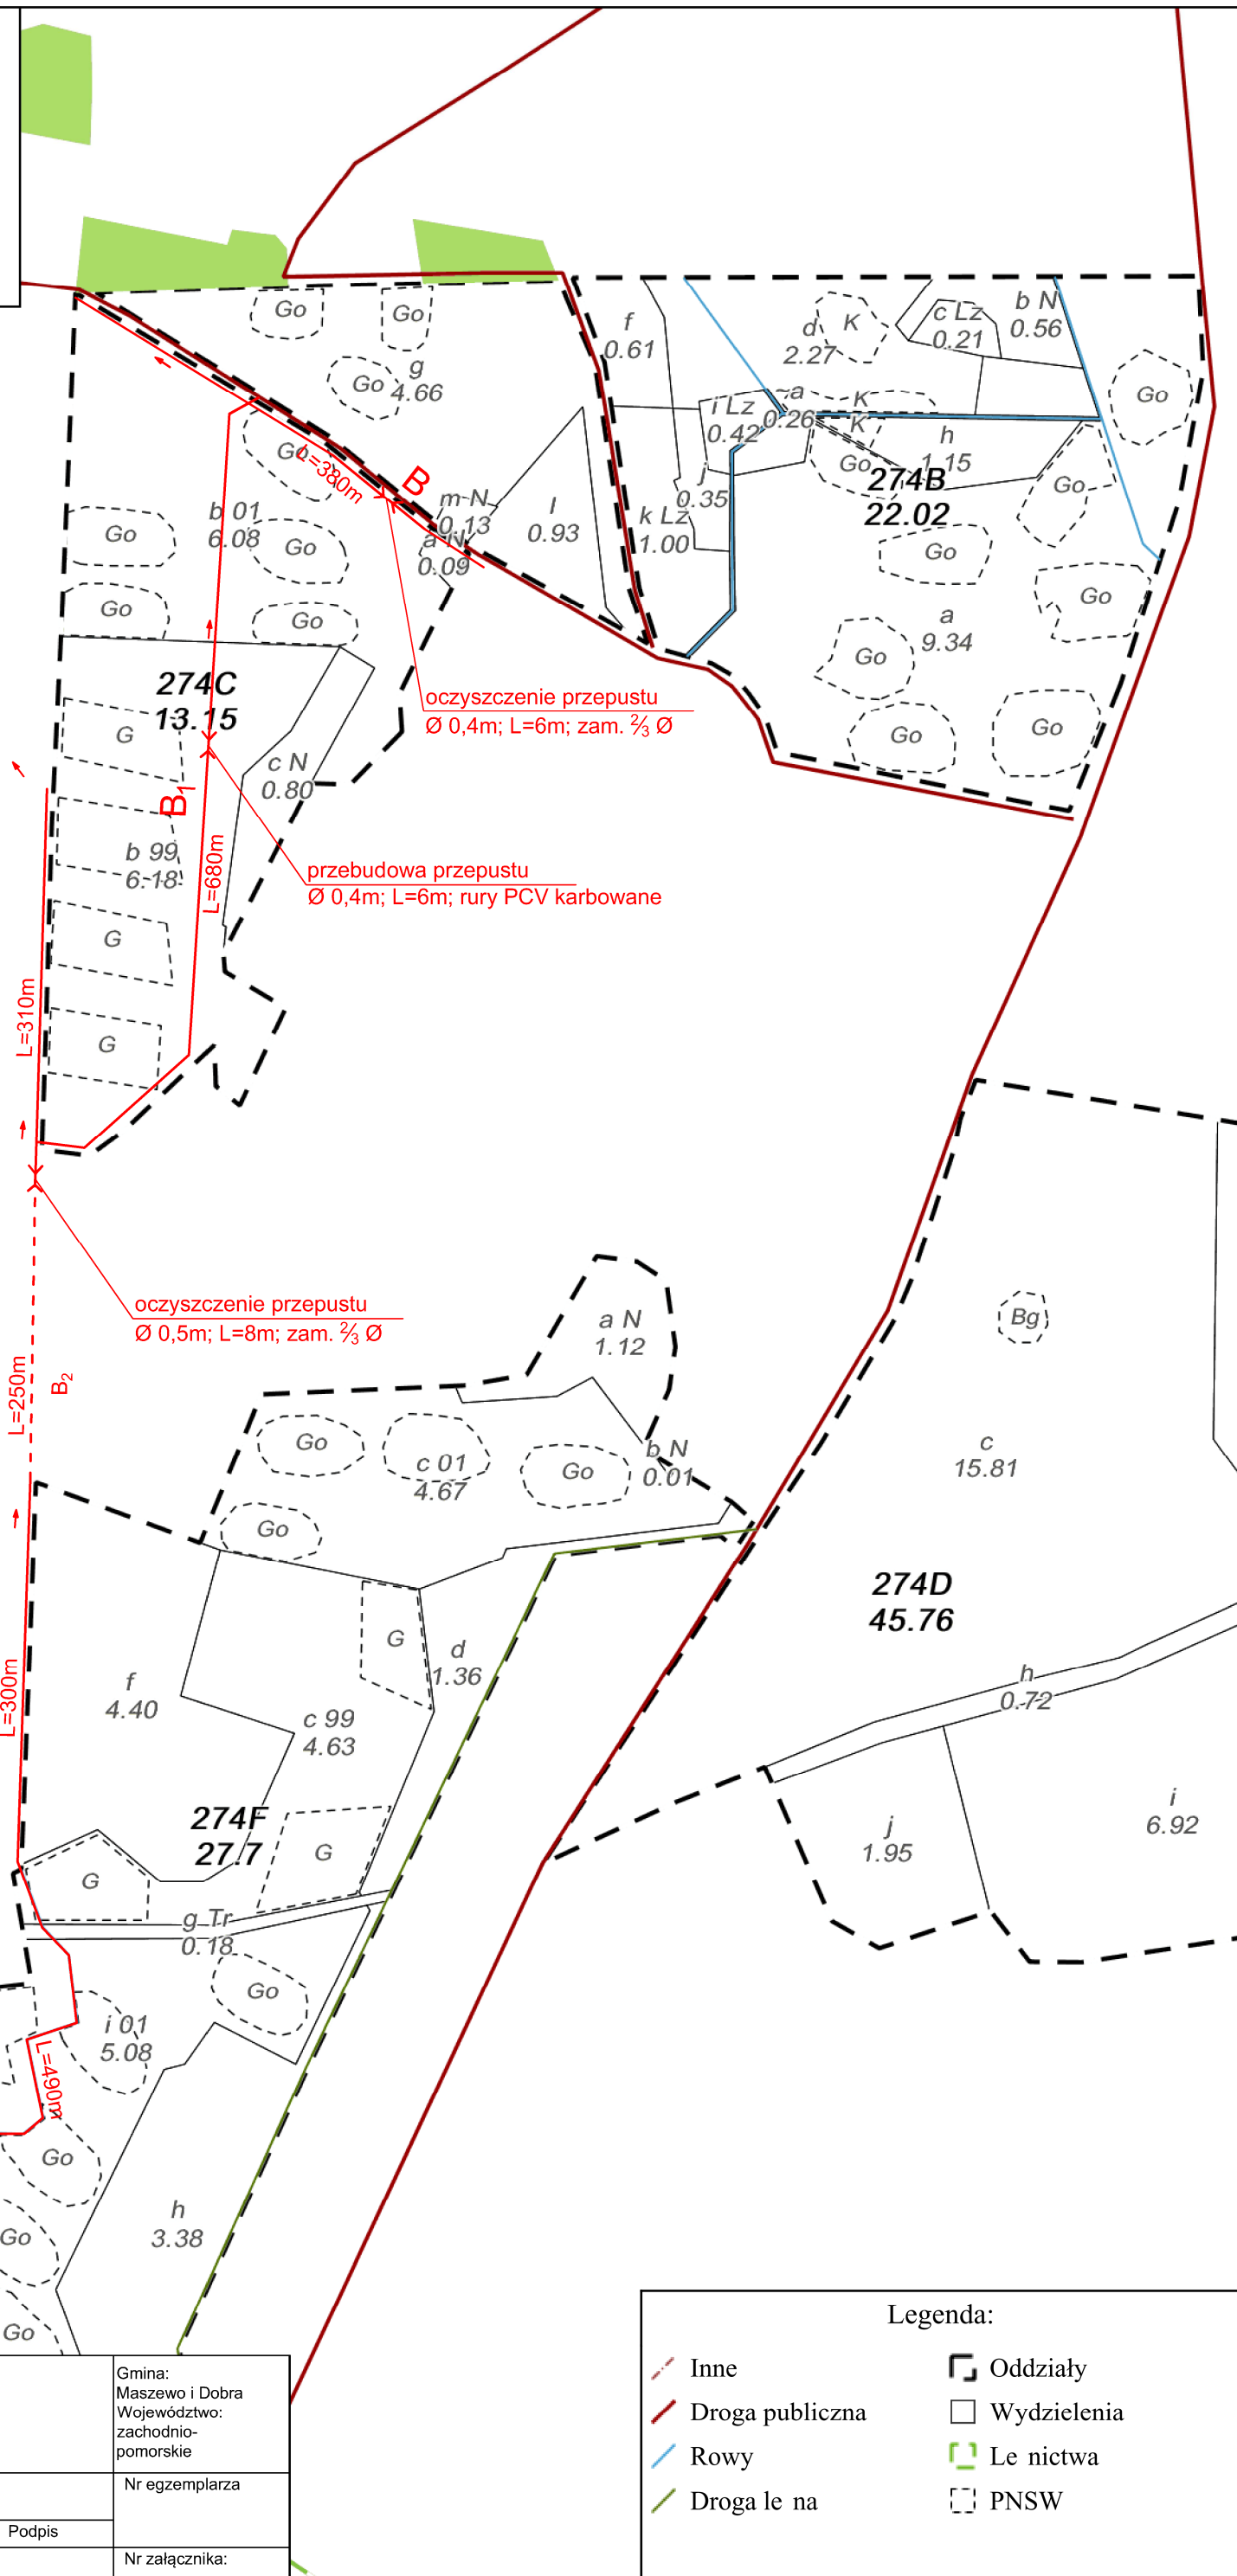 Go
Go
g
4.66
Go
Go
L=380m
B
b 01
6.08
Go
Go
Go
Go
m N
0.13
a N
0.09
l
0.93
f
0.61
d
2.27
K
c Lz
0.21
b N
0.56
Go
i Lz
0.42
~a
0.26
K
K
h
1.15
Go
Go
j
0.35
k Lz
1.00
274B
22.02
Go
Go
a
9.34
Go
Go
Go
274C
13.15
G
c N
0.80
B1
b 99
6.18
L=680m
G
G
L=310m
oczyszczenie przepustu
Ø 0,4m; L=6m; zam. ⅔ Ø
przebudowa przepustu
Ø 0,4m; L=6m; rury PCV karbowane
oczyszczenie przepustu
Ø 0,5m; L=8m; zam. ⅔ Ø
L=250m
B2
a N
1.12
Go
c 01
4.67
Go
b N
0.01
Go
Bg
c
15.81
274D
45.76
h
0.72
j
1.95
i
6.92
G
d
1.36
f
4.40
L=300m
c 99
4.63
274F
27.7
G
G
g Tr
0.18
Go
i 01
5.08
L=490m
Go
h
3.38
Go
Go
Gmina:
Maszewo i Dobra
Województwo:
zachodnio-
pomorskie
Nr egzemplarza
Podpis
Nr załącznika:
Legenda:
Inne
Droga publiczna
Rowy
Droga le na
Oddziały
Wydzielenia
Le nictwa
PNSW